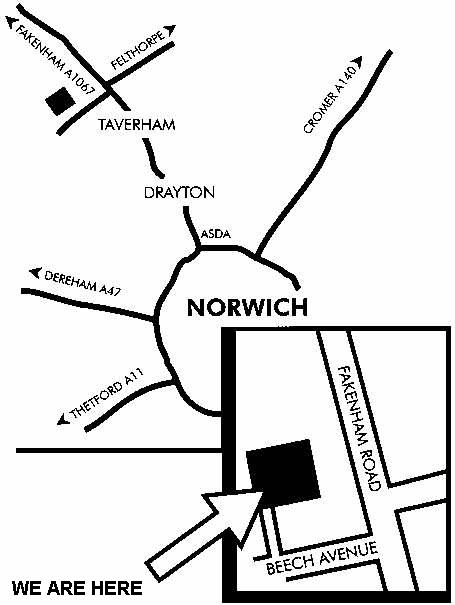 FAKENHAM A1067
FELTHORPE
TAVERHAM
CROMER A140
DRAYTON
ASDA
DEREHAM A47
NORWICH
THETFORD A11
FAKENHAM ROAD
BEECH AVENUE
WE ARE HERE